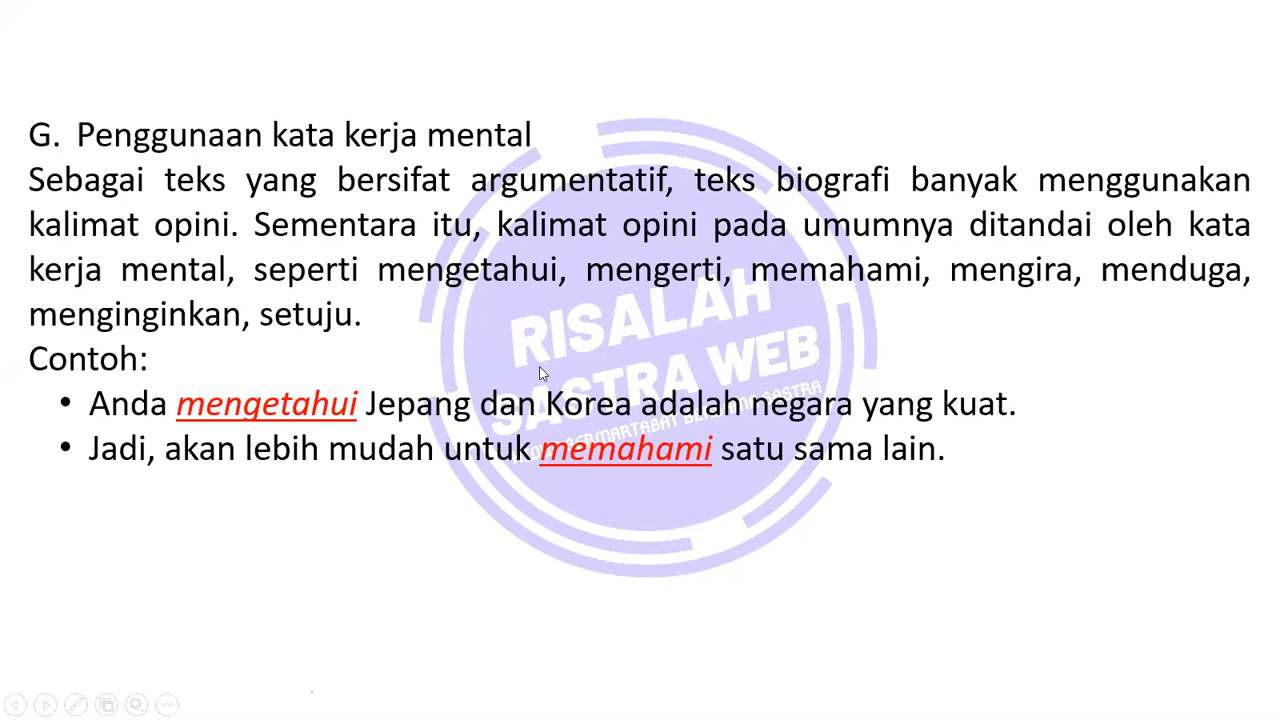 G. Penggunaan kata kerja mental
Sebagai teks yang bersifat argumentatif, teks biografi banyak menggunakan
kalimat opini. Sementara itu, kalimat opini pada umumnya ditandai oleh kata
kerja mental, seperti mengetahui, mengerti, memahami, mengira, menduga,
menginginkan, setuju.
Contoh:
• Anda mengetahui Jepang dan Korea adalah negara yang kuat.
• Jadi, akan lebih mudah untuk memahami satu sama lain.
RISALAH
SASTRA WEB